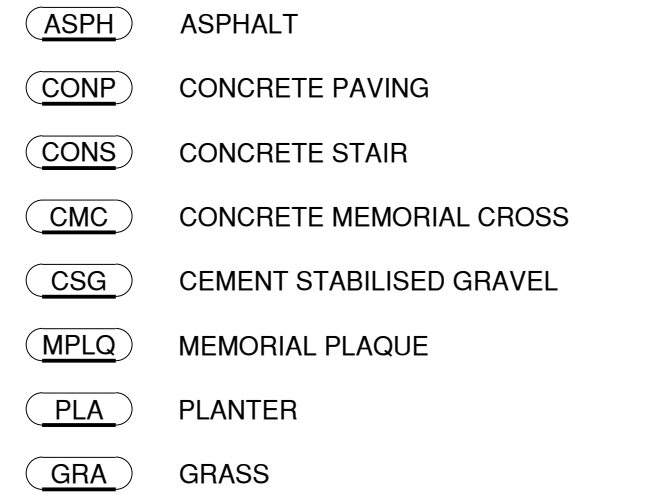 ASPH ASPHALT
CONP CONCRETE PAVING
CONS CONCRETE STAIR
CMC CONCRETE MEMORIAL CROSS
CSG CEMENT STABILISED GRAVEL
MPLQ MEMORIAL PLAQUE
PLA PLANTER
GRA GRASS